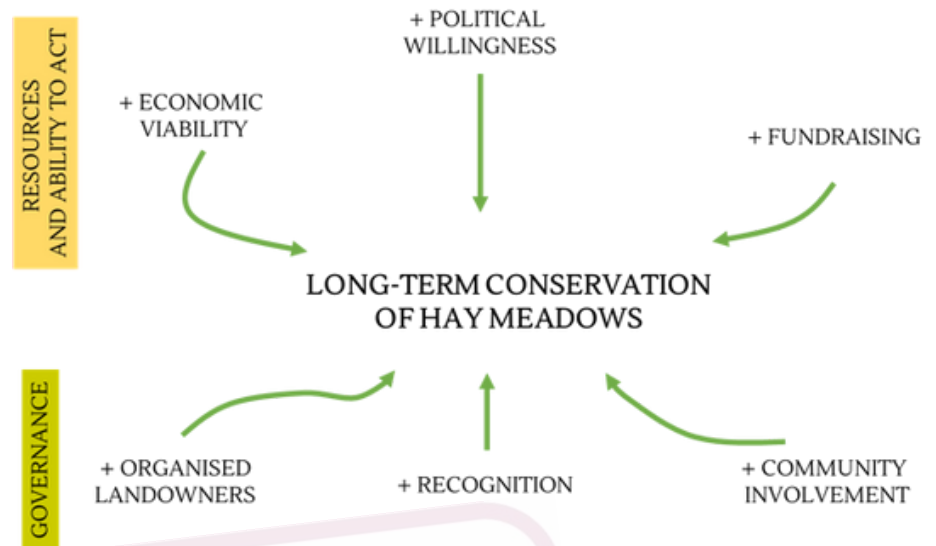 RESOURCES
AND ABILITY TO ACT
+ POLITICAL
WILLINGNESS
+ ECONOMIC
VIABILITY
+ FUNDRAISING
LONG-TERM CONSERVATION
OF HAY MEADOWS
GOVERNANCE
+ ORGANISED
LANDOWNERS
+ RECOGNITION
+ COMMUNITY
INVOLVEMENT